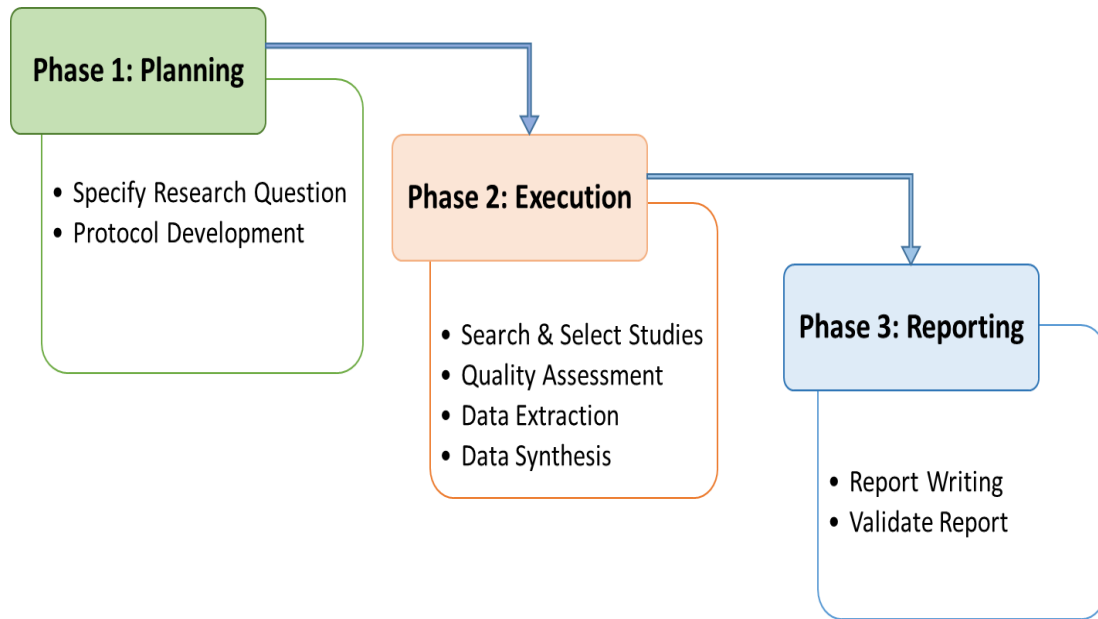 Phase 1: Planning
• Specify Research Question
• Protocol Development
Phase 2: Execution
• Search & Select Studies
• Quality Assessment
• Data Extraction
• Data Synthesis
Phase 3: Reporting
• Report Writing
• Validate Report